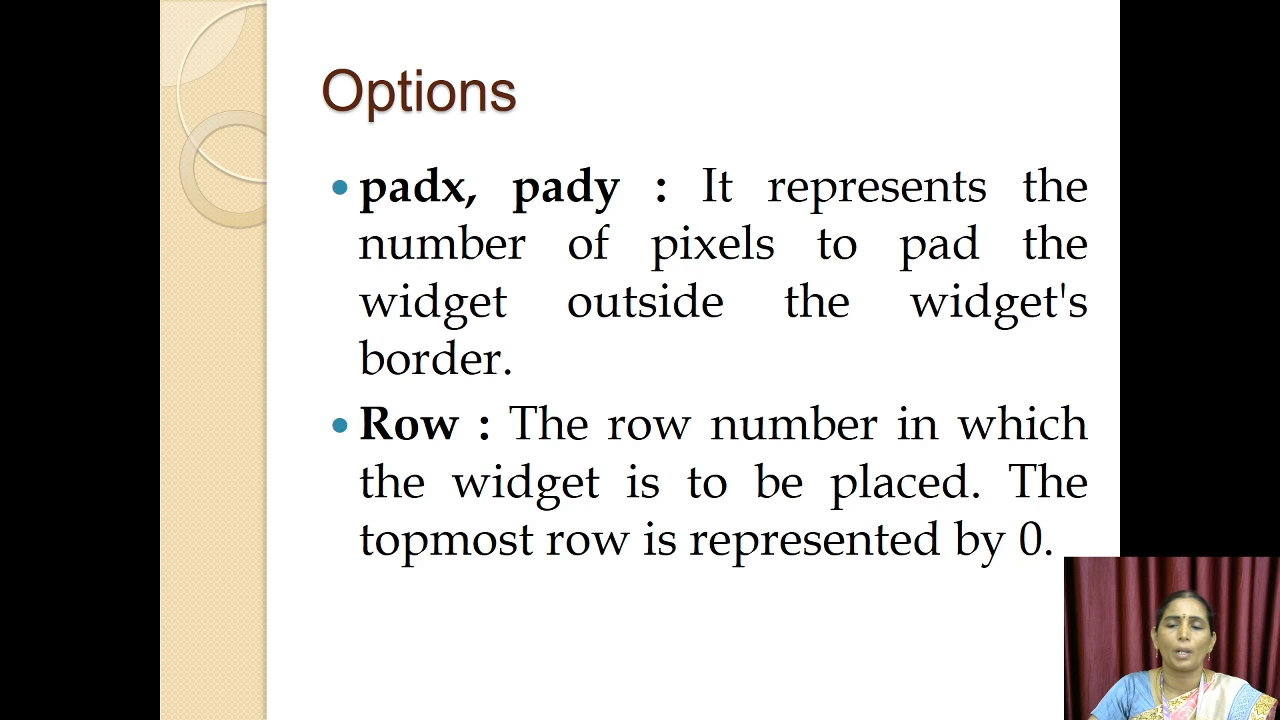 Options
padx, pady : It represents the
number of pixels to pad the
widget outside the widget's
border.
Row : The row number in which
the widget is to be placed. The
topmost row is represented by 0.